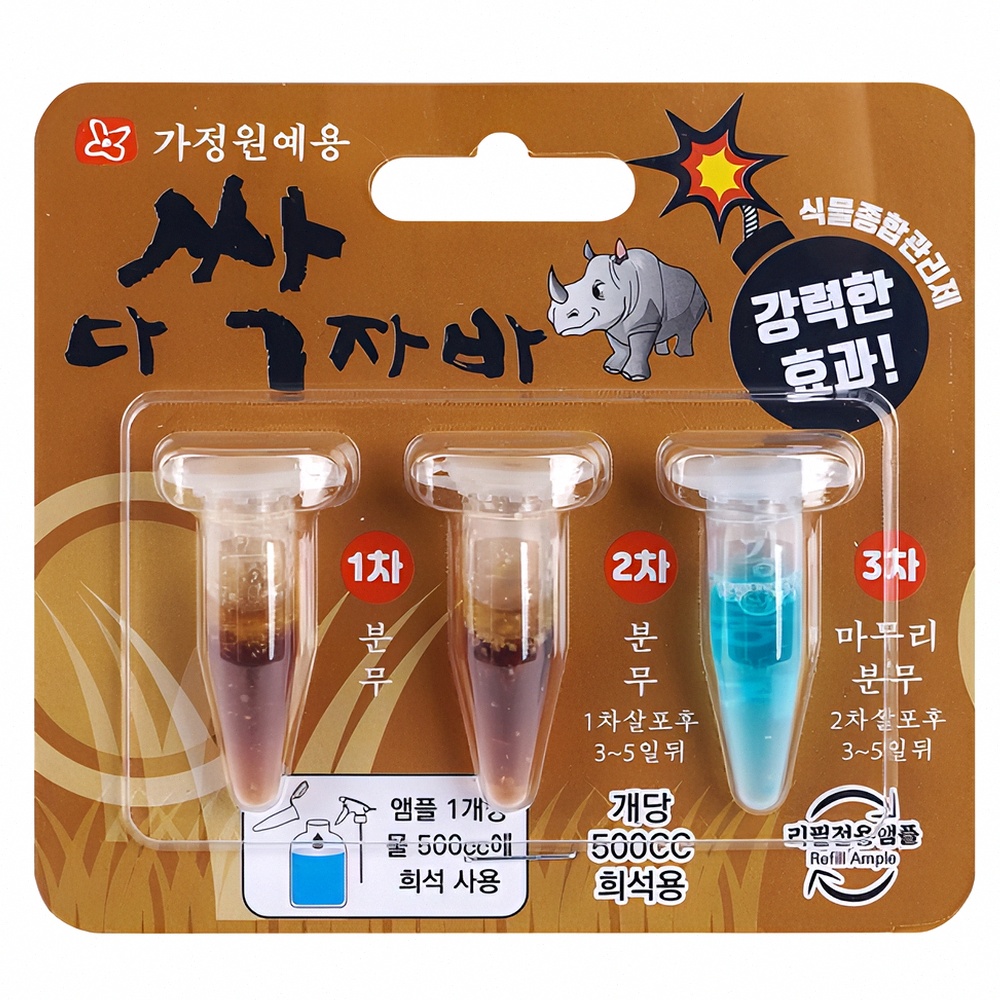 가정원예용
싹
다 ㄱ자바
식물종합관리제
강력한
효과!
1차
분
무
2차
분
무
1차살포후
3~5일뒤
3차
마무리
분무
2차살포후
3~5일뒤
앰플 1개당
물 500cc에
희석 사용
개당
500CC
희석용
리필전용앰플
Refill Ample